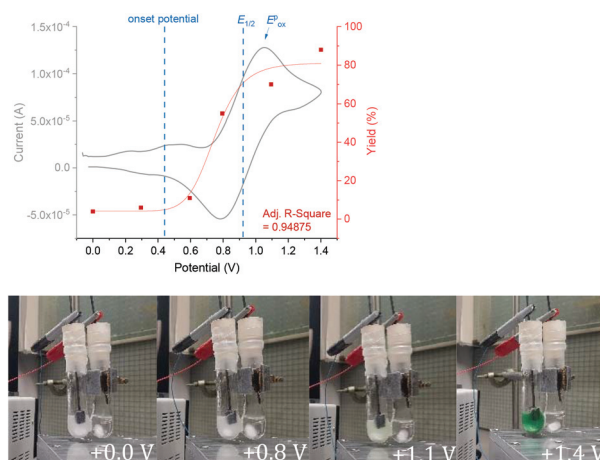 onset potential
E1/2
Epox
1.5x10-4
1.0x10-4
5.0x10-5
0.0
-5.0x10-5
Current (A)
100
80
60
40
20
0
Yield (%)
Adj. R-Square
= 0.94875
0.0 0.2 0.4 0.6 0.8 1.0 1.2 1.4
Potential (V)
+0.0 V
+0.8 V
+1.1 V
+1.4 V